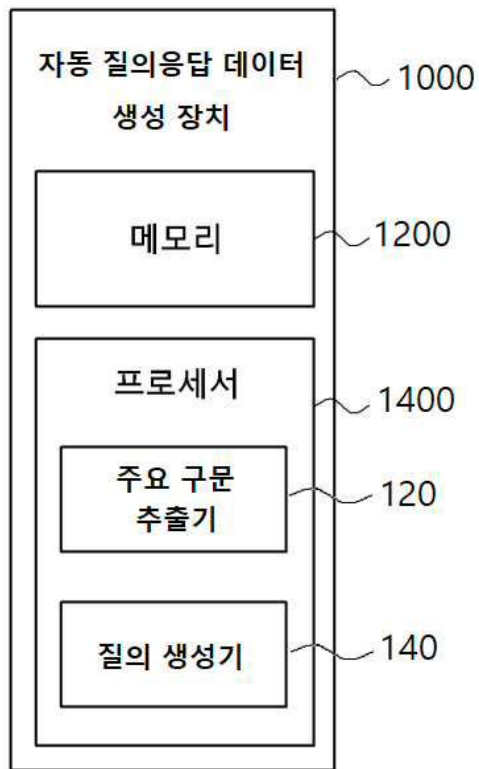 자동 질의응답 데이터
생성 장치
1000
메모리
1200
프로세서
1400
주요 구문
추출기
120
질의 생성기
140